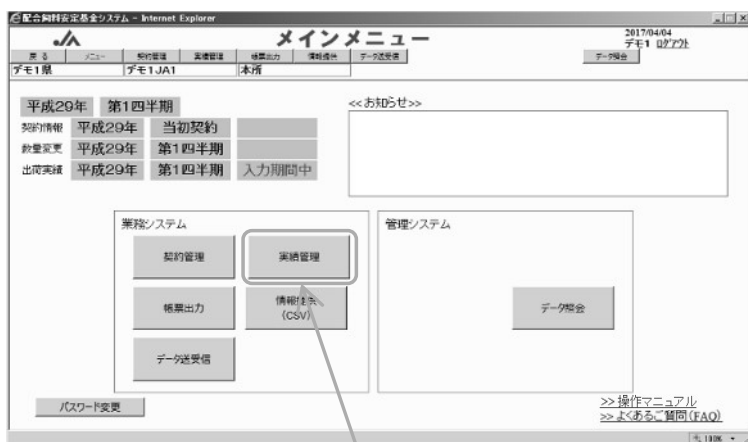 配合飼料安定基金システム - Internet Explorer
メインメニュー
2017/04/04
デモ1 ログアウト
戻る メニュー 契約管理 実績管理 帳票出力 情報提供 データ送受信 データ照会
デモ1県 デモ1JA1 本所
平成29年 第1四半期
契約情報 平成29年 当初契約
数量変更 平成29年 第1四半期
出荷実績 平成29年 第1四半期 入力期間中
<<お知らせ>>
業務システム
契約管理 実績管理
帳票出力 情報提供
(CSV)
データ送受信
管理システム
データ照会
パスワード変更
>>操作マニュアル
>>よくあるご質問(FAQ)
100%